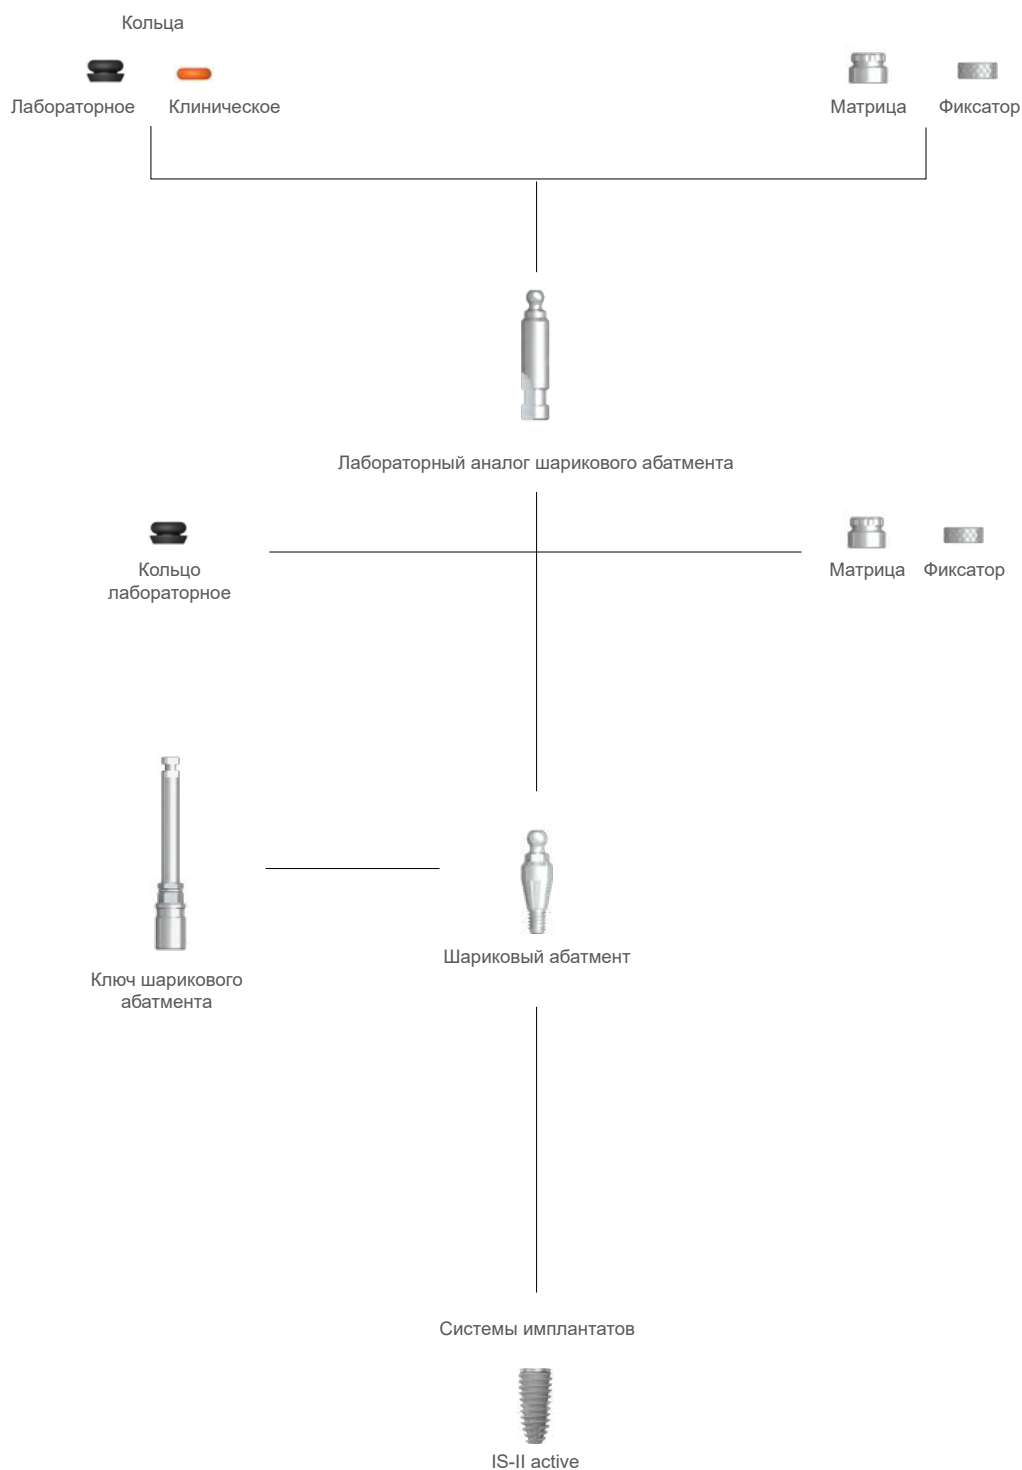 Кольца
Лабораторное
Клиническое
Матрица
Фиксатор
Лабораторный аналог шарикового абатмента
Кольцо
лабораторное
Матрица
Фиксатор
Ключ шарикового
абатмента
Шариковый абатмент
Системы имплантатов
IS-II active